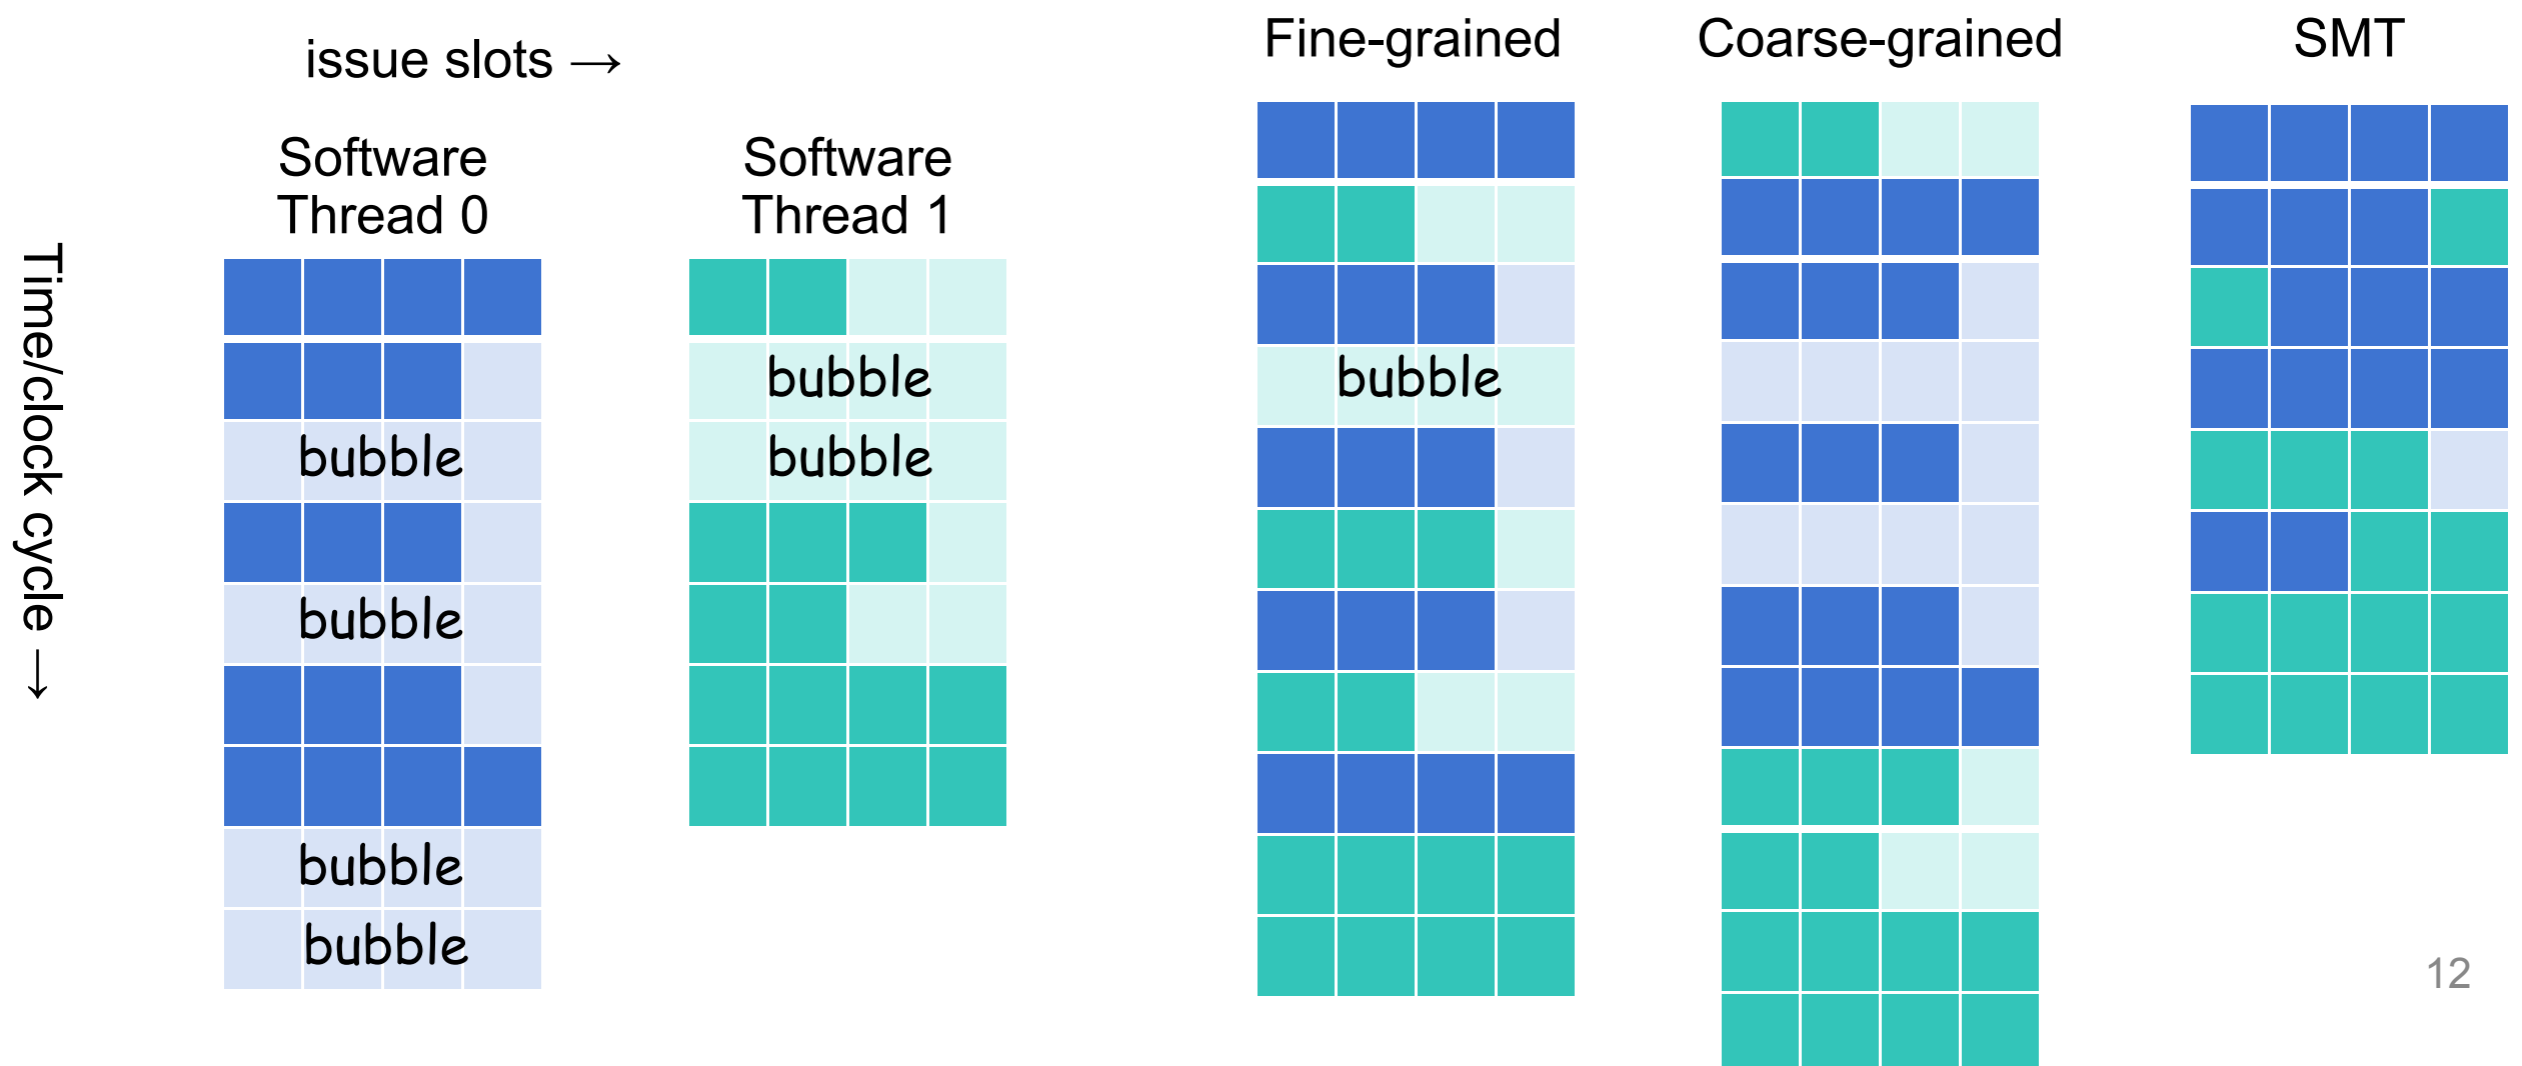 issue slots →
Fine-grained
Coarse-grained
SMT
Software
Thread 0
Software
Thread 1
Time/clock cycle →
bubble
bubble
bubble
bubble
bubble
bubble
bubble
12